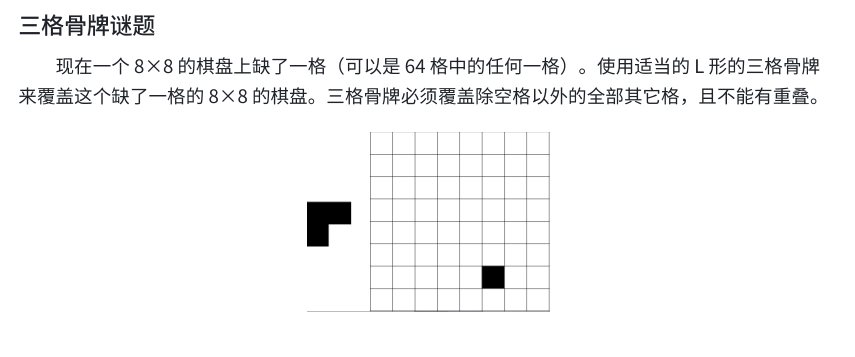 三格骨牌谜题
现在一个 8×8 的棋盘上缺了一格（可以是 64 格中的任何一格）。使用适当的 L 形的三格骨牌
来覆盖这个缺了一格的 8×8 的棋盘。三格骨牌必须覆盖除空格以外的全部其它格，且不能有重叠。